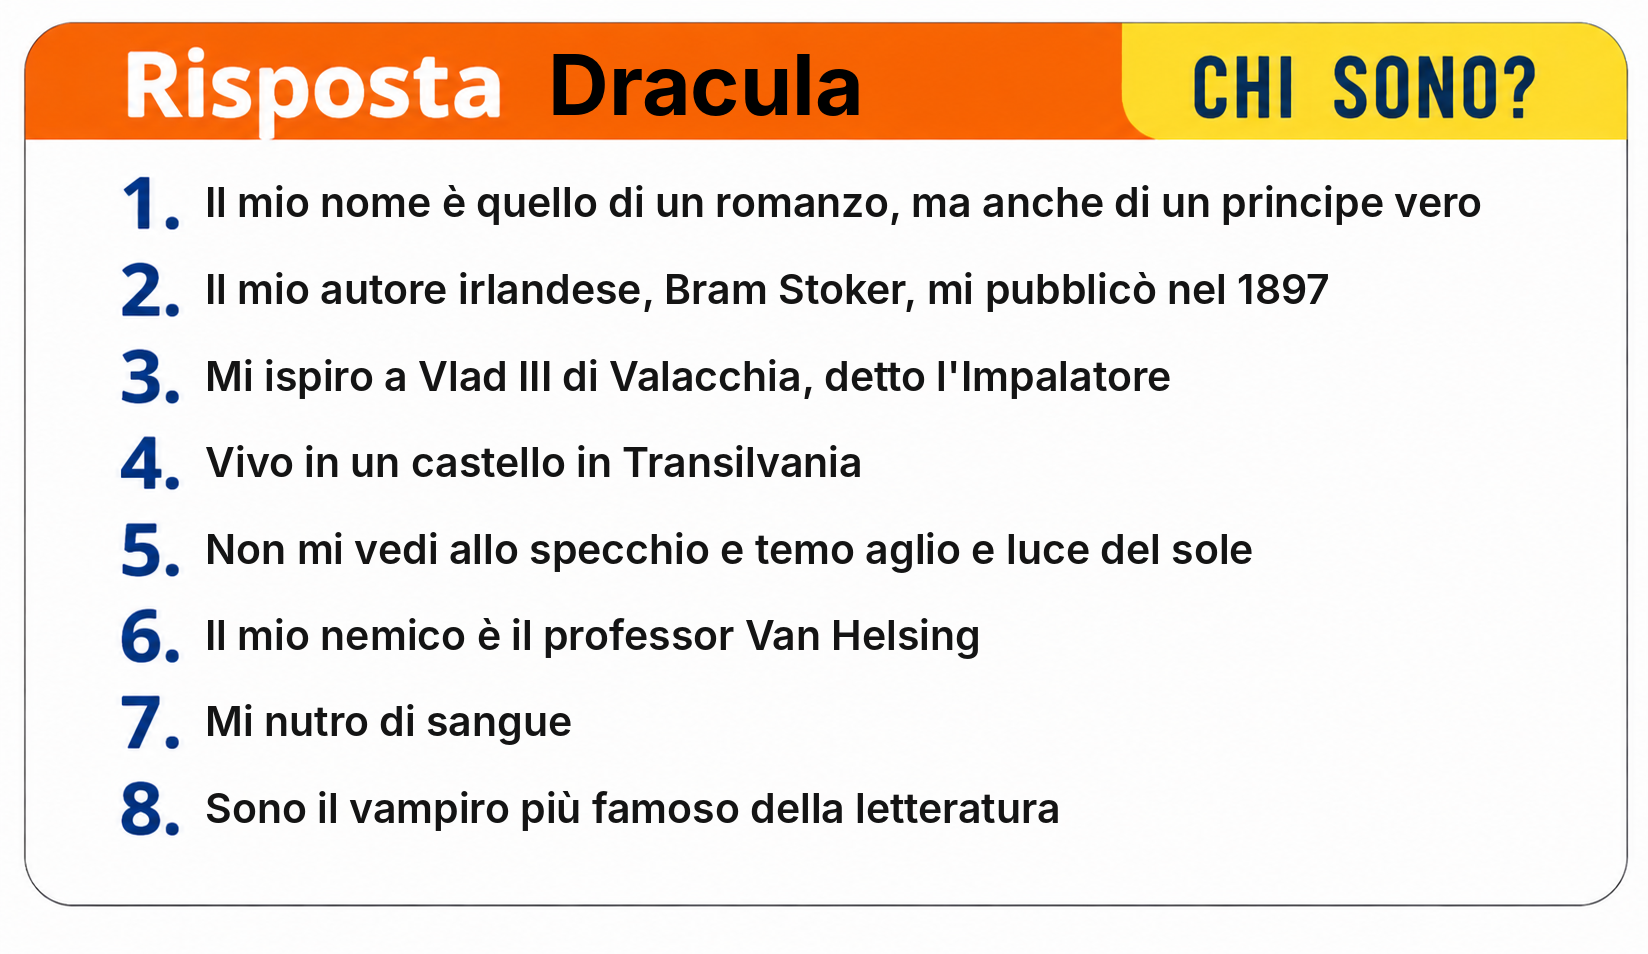 Risposta Dracula CHI SONO?
1. Il mio nome è quello di un romanzo, ma anche di un principe vero
2. Il mio autore irlandese, Bram Stoker, mi pubblicò nel 1897
3. Mi ispiro a Vlad III di Valacchia, detto l'Impalatore
4. Vivo in un castello in Transilvania
5. Non mi vedi allo specchio e temo aglio e luce del sole
6. Il mio nemico è il professor Van Helsing
7. Mi nutro di sangue
8. Sono il vampiro più famoso della letteratura